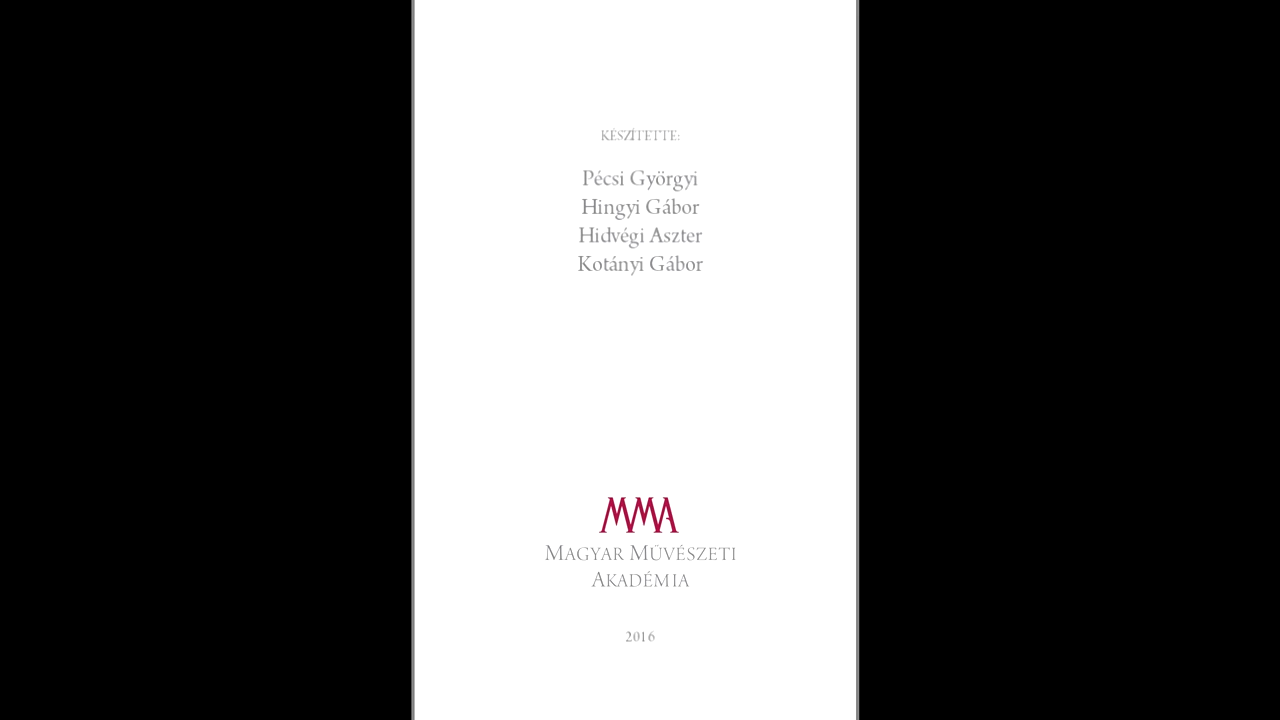 KÉSZÍTETTE:
Pécsi Györgyi
Hingyi Gábor
Hidvégi Aszter
Kotányi Gábor
MMA
MAGYAR MŰVÉSZETI
AKADÉMIA
2016